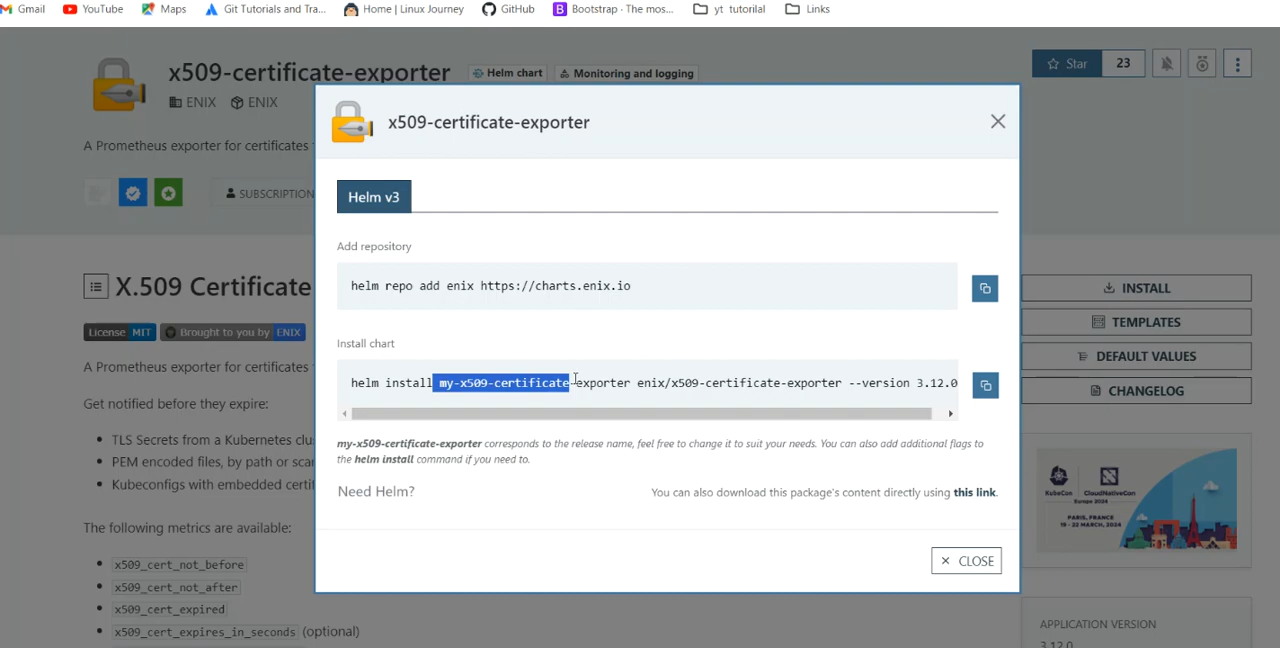 Gmail YouTube Maps Git Tutorials and Tra... Home | Linux Journey GitHub Bootstrap · The mos... yt tutorilal Links
x509-certificate-exporter Helm chart Monitoring and logging
Star 23
ENIX ENIX
A Prometheus exporter for certificates
SUBSCRIPTION
x509-certificate-exporter
Helm v3
Add repository
helm repo add enix https://charts.enix.io
Install chart
helm install my-x509-certificate-exporter enix/x509-certificate-exporter --version 3.12.0
my-x509-certificate-exporter corresponds to the release name, feel free to change it to suit your needs. You can also add additional flags to
the helm install command if you need to.
Need Helm?
You can also download this package's content directly using this link.
CLOSE
X.509 Certificate
License MIT Brought to you by ENIX
A Prometheus exporter for certificates
Get notified before they expire:
TLS Secrets from a Kubernetes
PEM encoded files, by path or
Kubeconfigs with embedded
The following metrics are available:
x509_cert_not_before
x509_cert_not_after
x509_cert_expired
x509_cert_expires_in_seconds (optional)
INSTALL
TEMPLATES
DEFAULT VALUES
CHANGELOG
KubeCon CloudNativeCon
Europe 2024
PARIS, FRANCE
19 - 22 MARCH, 2024
APPLICATION VERSION
3.12.0